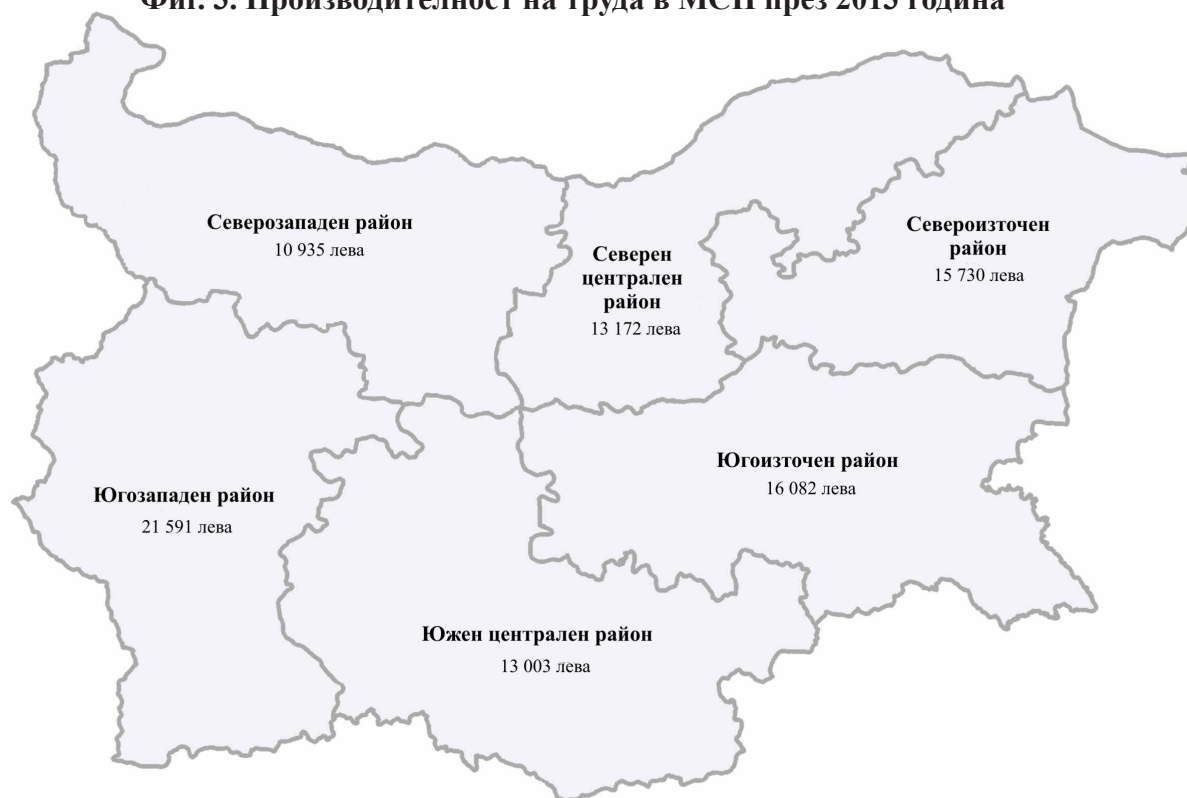 Фиг. 3. Производителност на труда в МСП през 2015 година
Северозападен район
10 935 лева
Северен
централен
район
13 172 лева
Североизточен
район
15 730 лева
Югозападен район
21 591 лева
Югоизточен район
16 082 лева
Южен централен район
13 003 лева